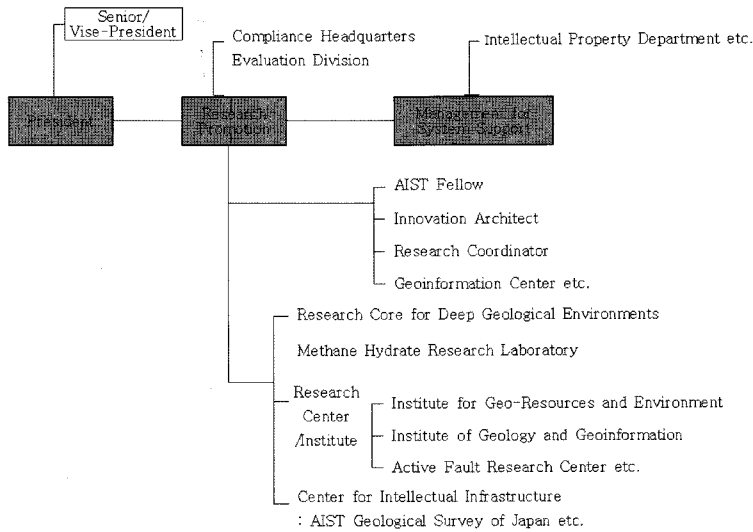 Senior/
Vise-President
Compliance Headquarters
Evaluation Division
Intellectual Property Department etc.
President
Research
Promotion
Management for
System Support
AIST Fellow
Innovation Architect
Research Coordinator
Geoinformation Center etc.
Research Core for Deep Geological Environments
Methane Hydrate Research Laboratory
Research
Center
/Institute
Institute for Geo-Resources and Environment
Institute of Geology and Geoinformation
Active Fault Research Center etc.
Center for Intellectual Infrastructure
: AIST Geological Survey of Japan etc.